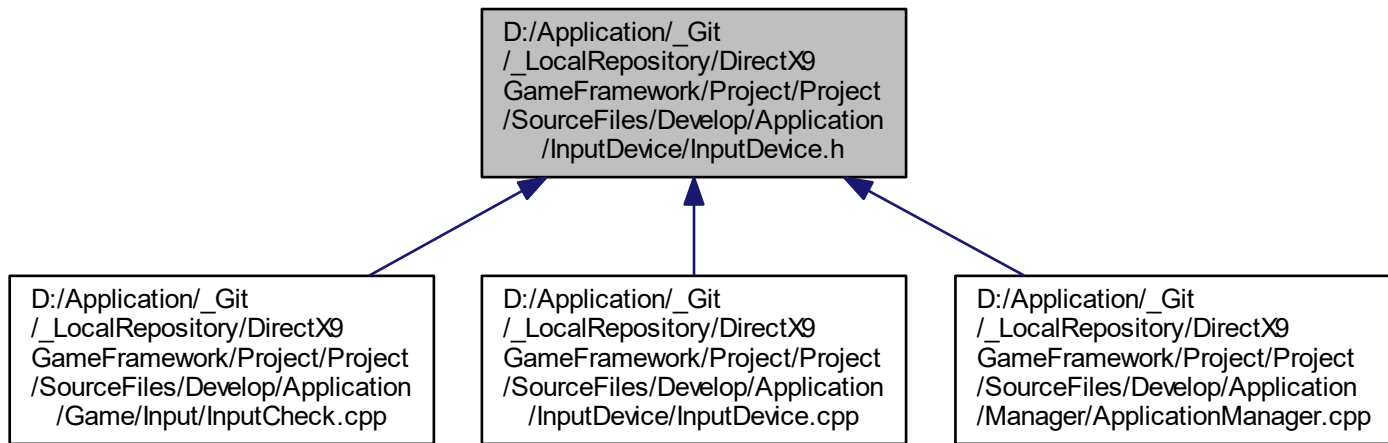 D:/Application/_Git
/_LocalRepository/DirectX9
GameFramework/Project/Project
/SourceFiles/Develop/Application
/InputDevice/InputDevice.h
D:/Application/_Git
/_LocalRepository/DirectX9
GameFramework/Project/Project
/SourceFiles/Develop/Application
/Game/Input/InputCheck.cpp
D:/Application/_Git
/_LocalRepository/DirectX9
GameFramework/Project/Project
/SourceFiles/Develop/Application
/InputDevice/InputDevice.cpp
D:/Application/_Git
/_LocalRepository/DirectX9
GameFramework/Project/Project
/SourceFiles/Develop/Application
/Manager/ApplicationManager.cpp